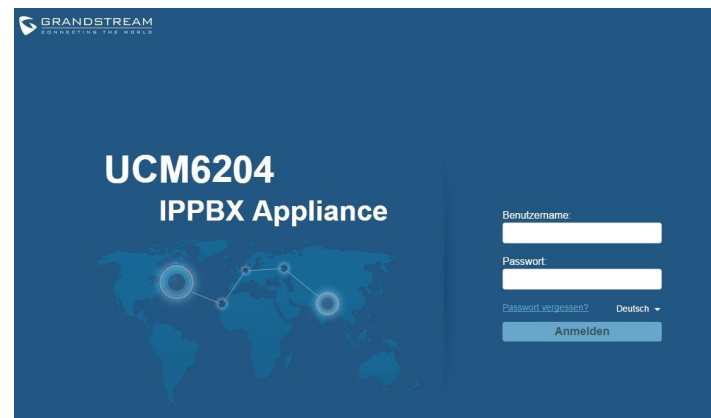 GRANDSTREAM
CONNECTING THE WORLD
UCM6204
IPPBX Appliance
Benutzername:
Passwort:
Passwort vergessen?
Deutsch
Anmelden